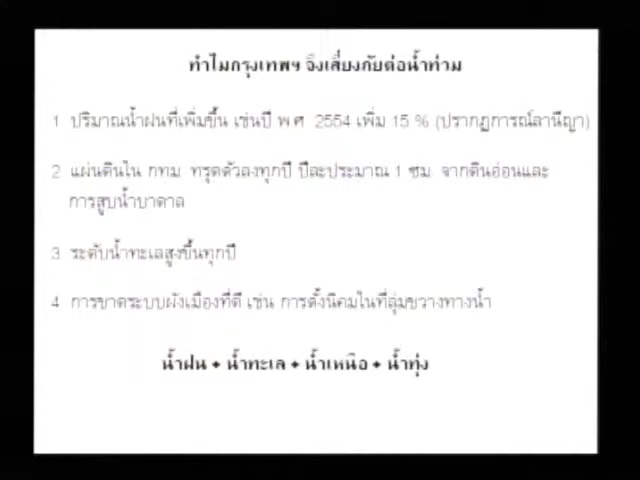 ทำไมกรุงเทพฯ จึงเสี่ยงภัยต่อน้ำท่วม
1 ปริมาณน้ำฝนที่เพิ่มขึ้น เช่นปี พ.ศ. 2554 เพิ่ม 15 % (ปรากฏการณ์ลานีญา)
2 แผ่นดินใน กทม. ทรุดตัวลงทุกปี ปีละประมาณ 1 ซม. จากดินอ่อนและ
การสูบน้ำบาดาล
3 ระดับน้ำทะเลสูงขึ้นทุกปี
4 การขาดระบบผังเมืองที่ดี เช่น การตั้งนิคมในที่ลุ่มขวางทางน้ำ
น้ำฝน + น้ำทะเล + น้ำเหนือ + น้ำทุ่ง